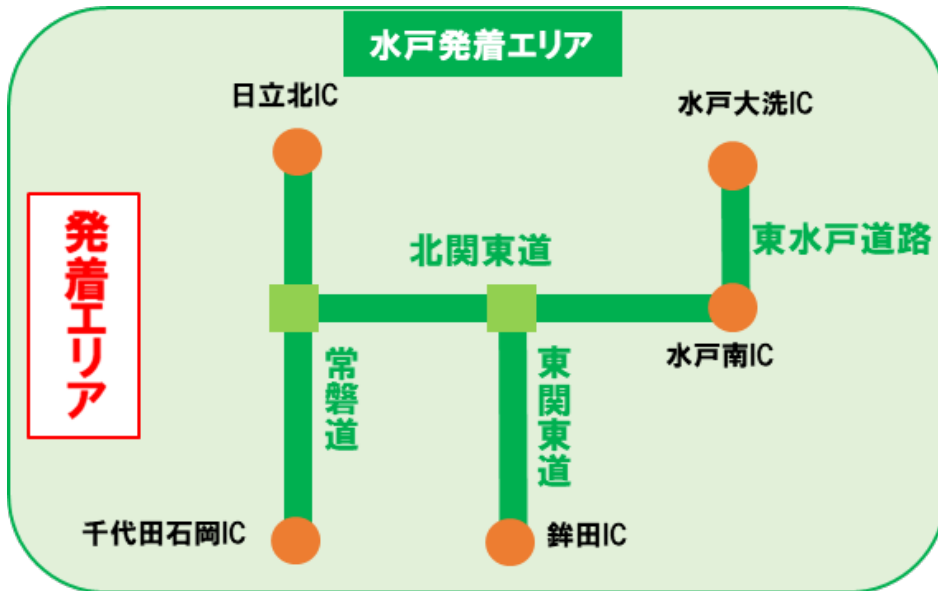 水戸発着エリア
日立北IC
水戸大洗IC
発着エリア
北関東道
東水戸道路
水戸南IC
常磐道
東関東道
千代田石岡IC
鉾田IC